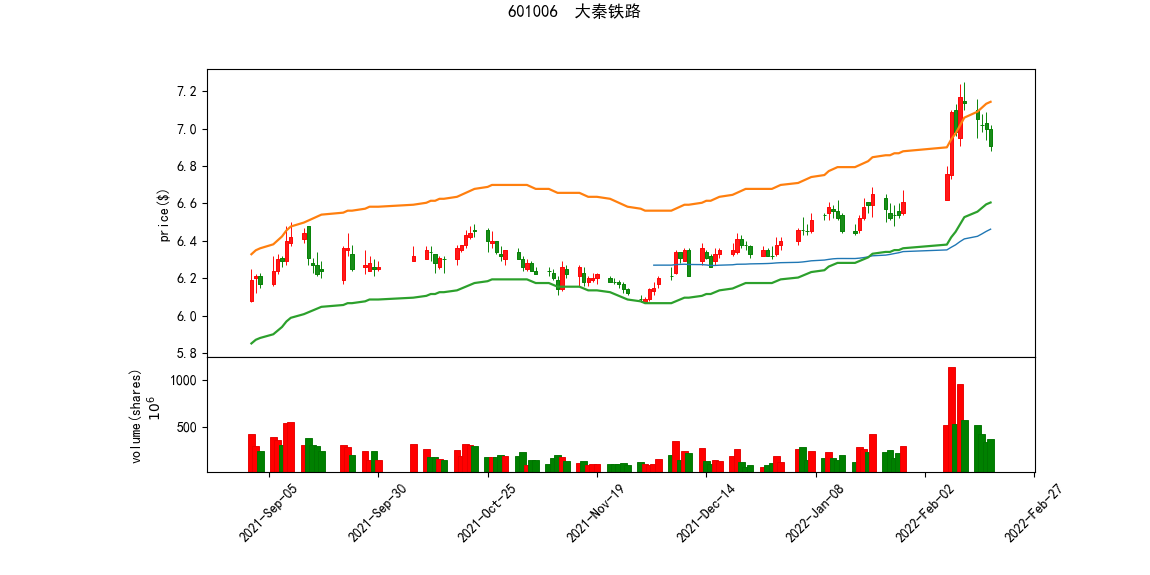 601006 大秦铁路
price($)
7.2
7.0
6.8
6.6
6.4
6.2
6.0
5.8
volume(shares)
10^6
1000
500
2021-Sep-05
2021-Sep-30
2021-Oct-25
2021-Nov-19
2021-Dec-14
2022-Jan-08
2022-Feb-02
2022-Feb-27